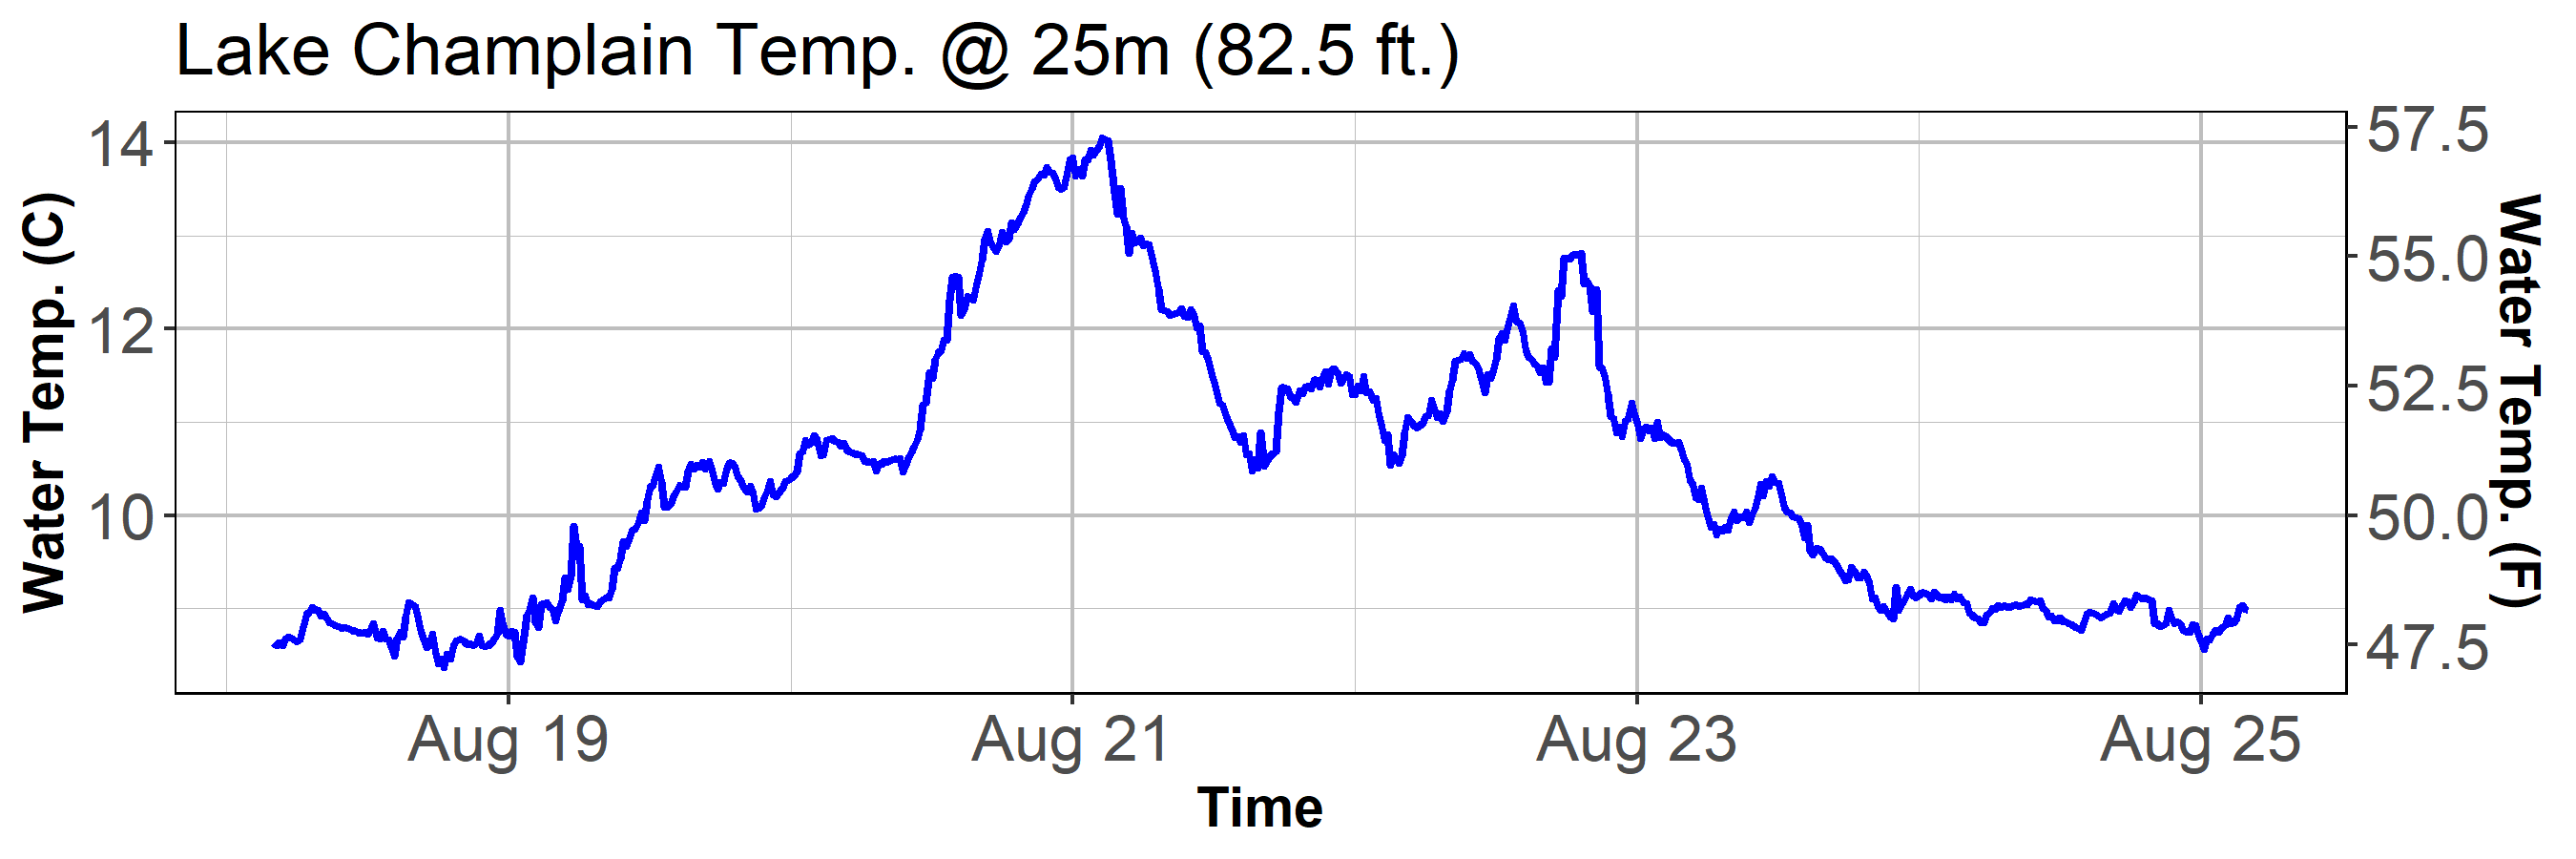 Lake Champlain Temp. @ 25m (82.5 ft.)
Water Temp. (C)
14
12
10
57.5
55.0
52.5
50.0
47.5
Water Temp. (F)
Aug 19 Aug 21 Aug 23 Aug 25
Time